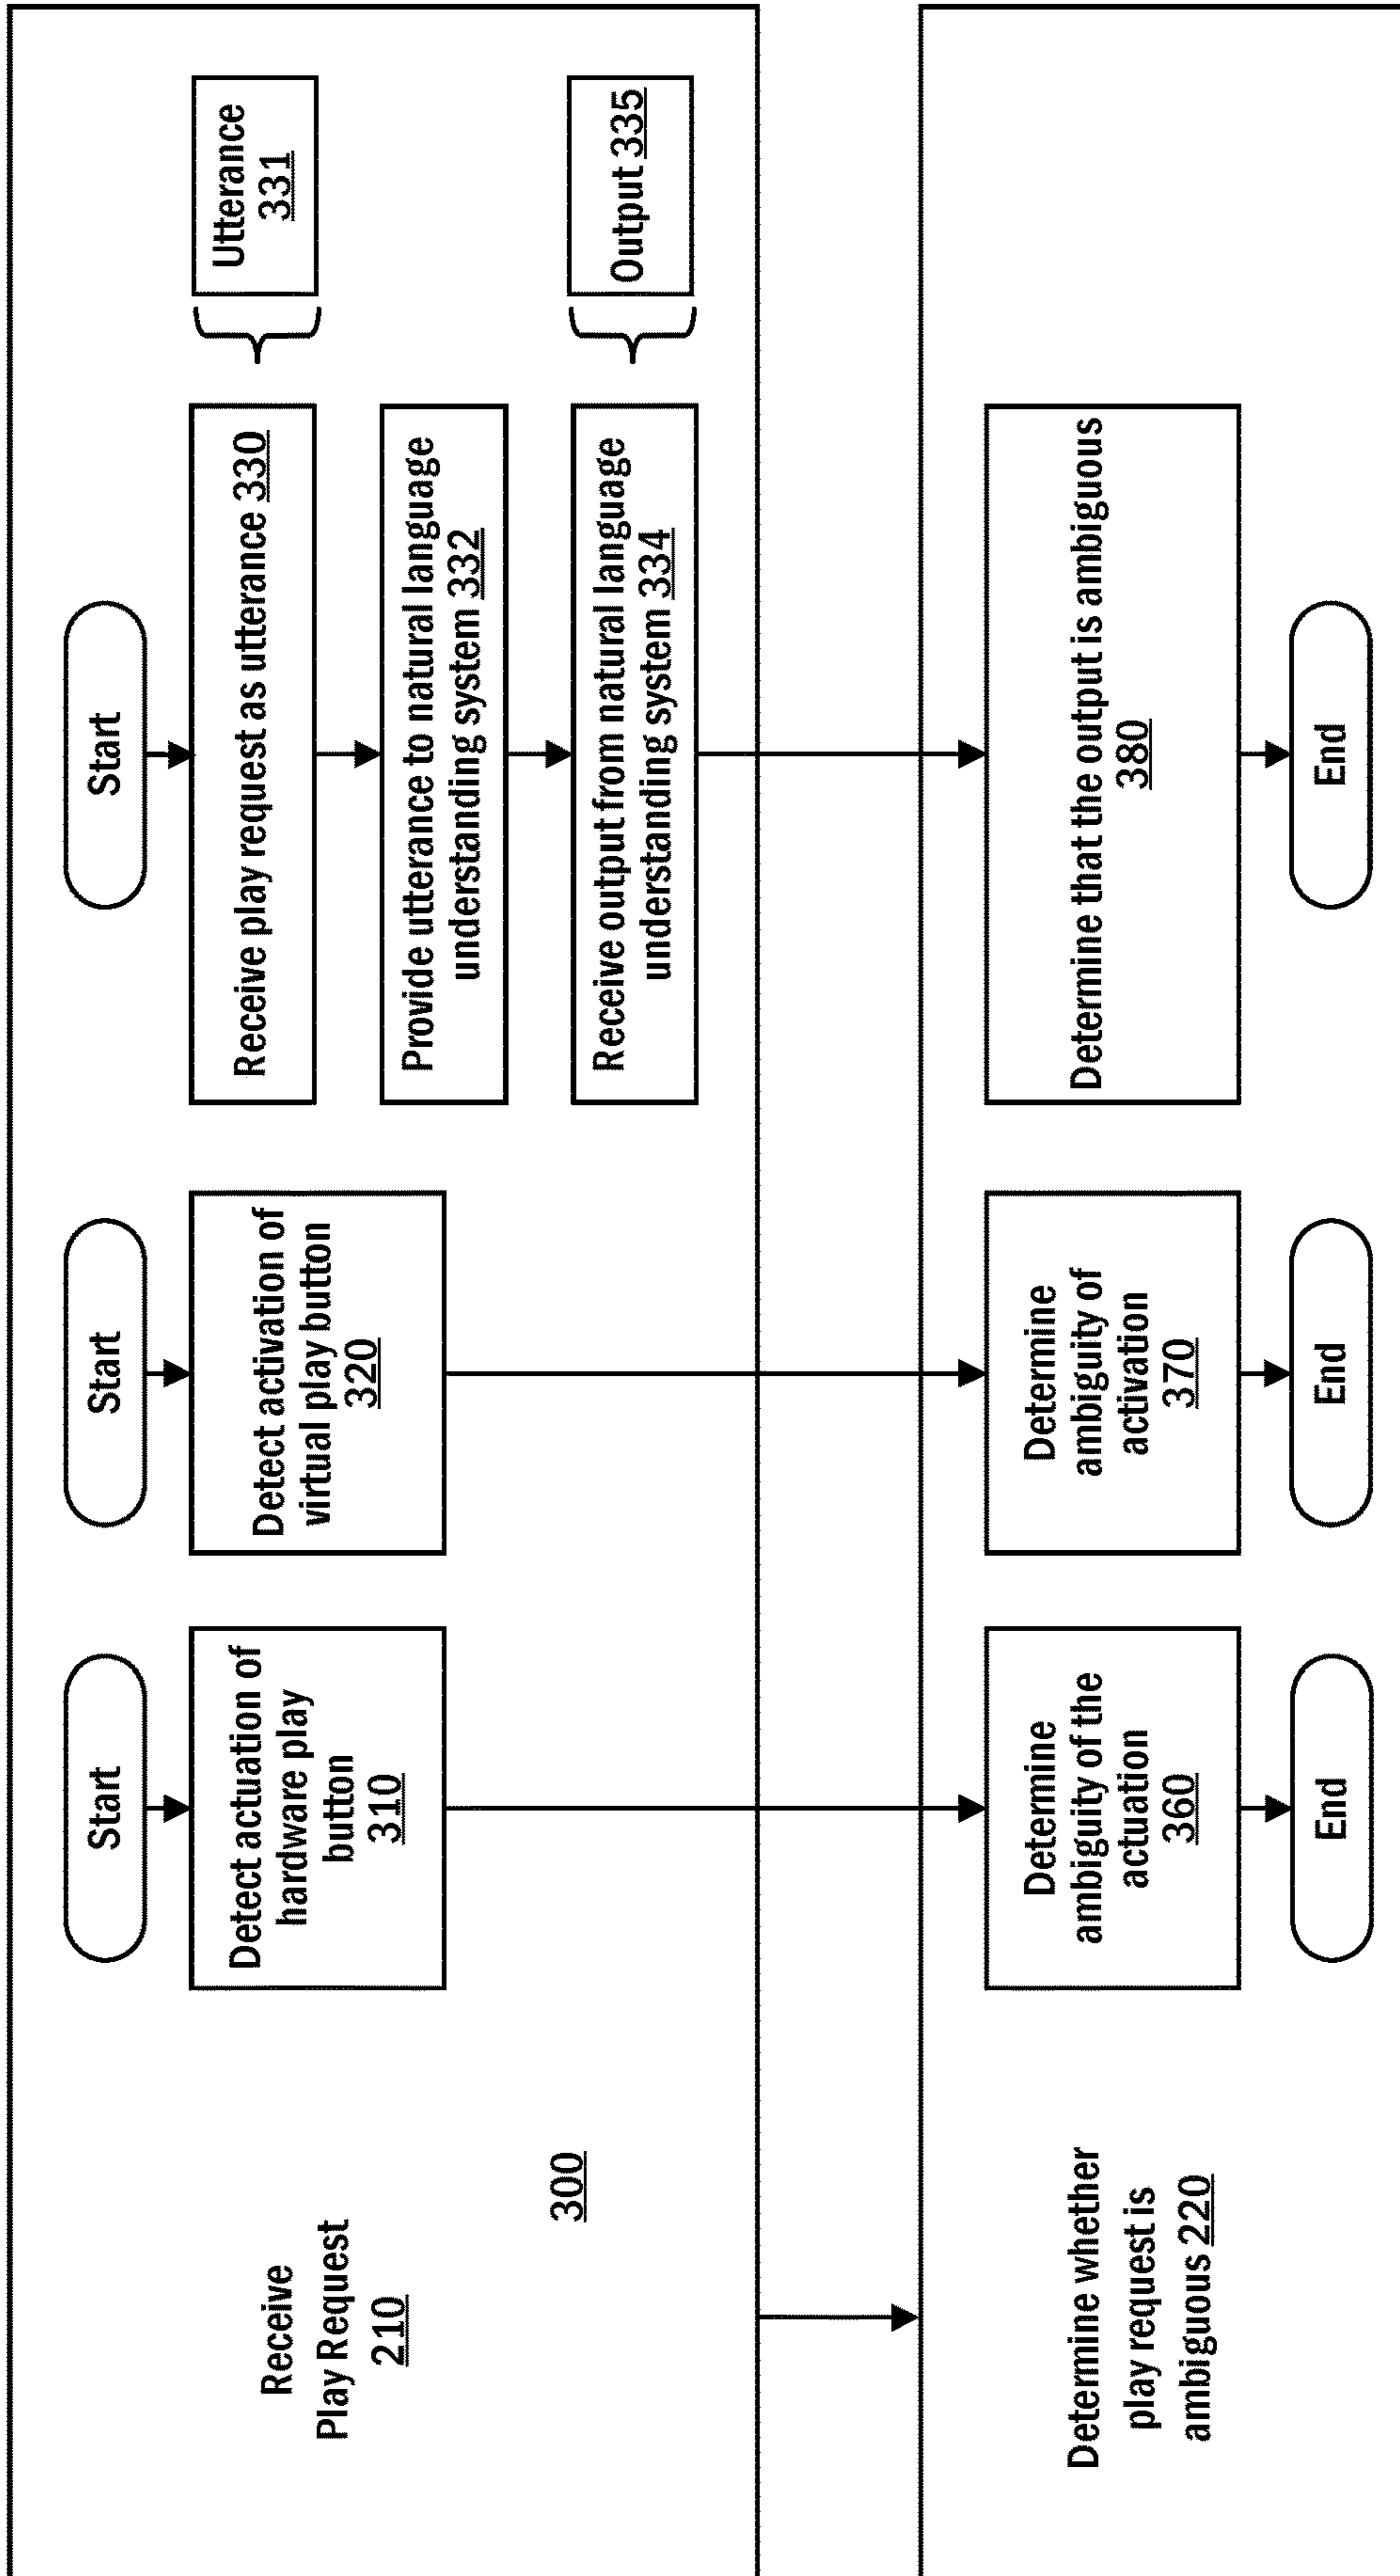 Receive
Play Request
210
300
Start
Detect actuation of
hardware play
button
310
Start
Detect activation of
virtual play button
320
Start
Receive play request as utterance 330
Utterance
331
Provide utterance to natural language
understanding system 332
Receive output from natural language
understanding system 334
Output 335
Determine whether
play request is
ambiguous 220
Determine
ambiguity of the
actuation
360
End
Determine
ambiguity of
activation
370
End
Determine that the output is ambiguous
380
End